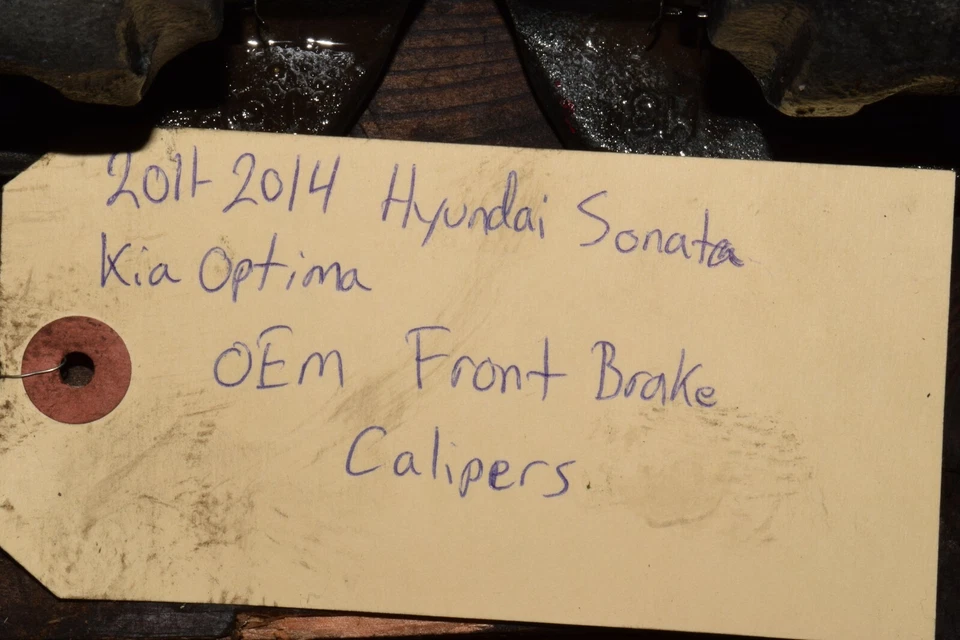 2011-2014 Hyundai Sonata
Kia Optima
OEm Front Brake
Calipers